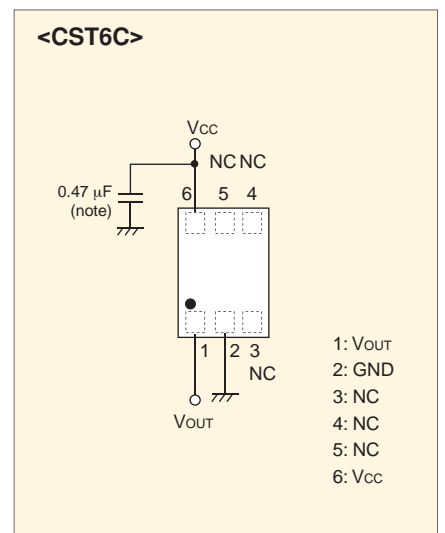 <CST6C>
Vcc
NC NC
0.47 μF
(note)
6 5 4
1 2 3
NC
VOUT
1: VOUT
2: GND
3: NC
4: NC
5: NC
6: Vcc